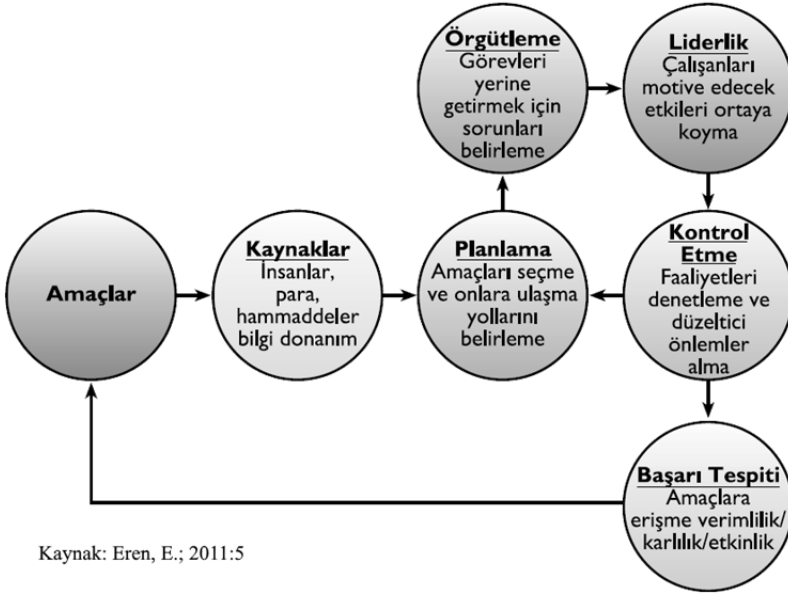 Örgütleme
Görevleri
yerine
getirmek için
sorunları
belirleme
Liderlik
Çalışanları
motive edecek
etkileri ortaya
koyma
Amaçlar
Kaynaklar
İnsanlar,
para,
hammaddeler
bilgi donanım
Planlama
Amaçları seçme
ve onlara ulaşma
yollarını
belirleme
Kontrol
Etme
Faaliyetleri
denetleme ve
düzeltici
önlemler
alma
Başarı Tespiti
Amaçlara
erişme verimlilik/
karlılık/etkinlik
Kaynak: Eren, E.; 2011:5